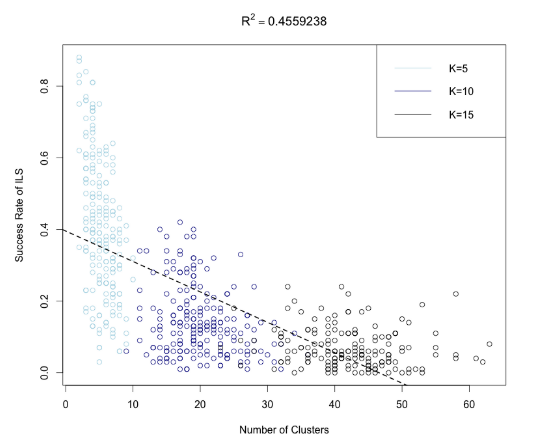 R² = 0.4559238
K=5
K=10
K=15
Success Rate of ILS
0.8
0.6
0.4
0.2
0.0
0 10 20 30 40 50 60
Number of Clusters